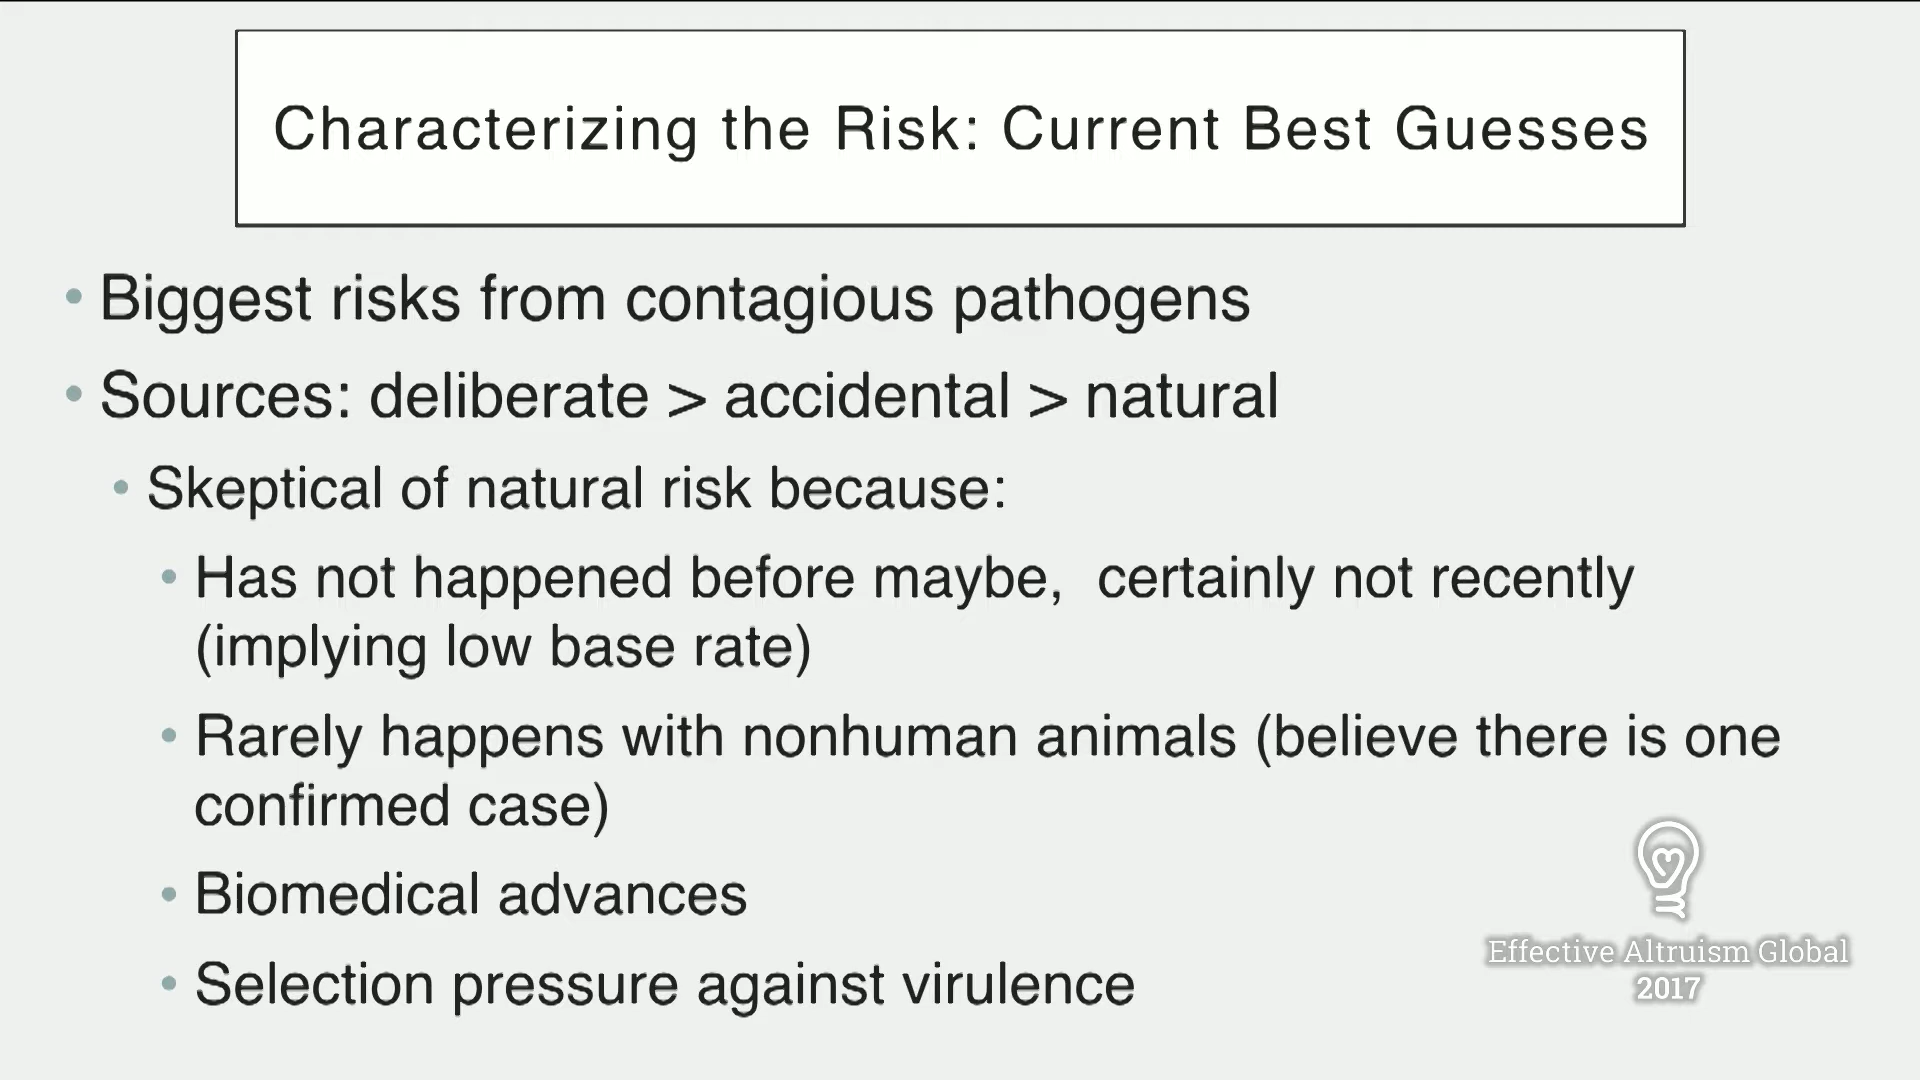 Characterizing the Risk: Current Best Guesses
• Biggest risks from contagious pathogens
• Sources: deliberate > accidental > natural
• Skeptical of natural risk because:
• Has not happened before maybe,  certainly not recently
(implying low base rate)
• Rarely happens with nonhuman animals (believe there is one
confirmed case)
• Biomedical advances
• Selection pressure against virulence
Effective Altruism Global
2017